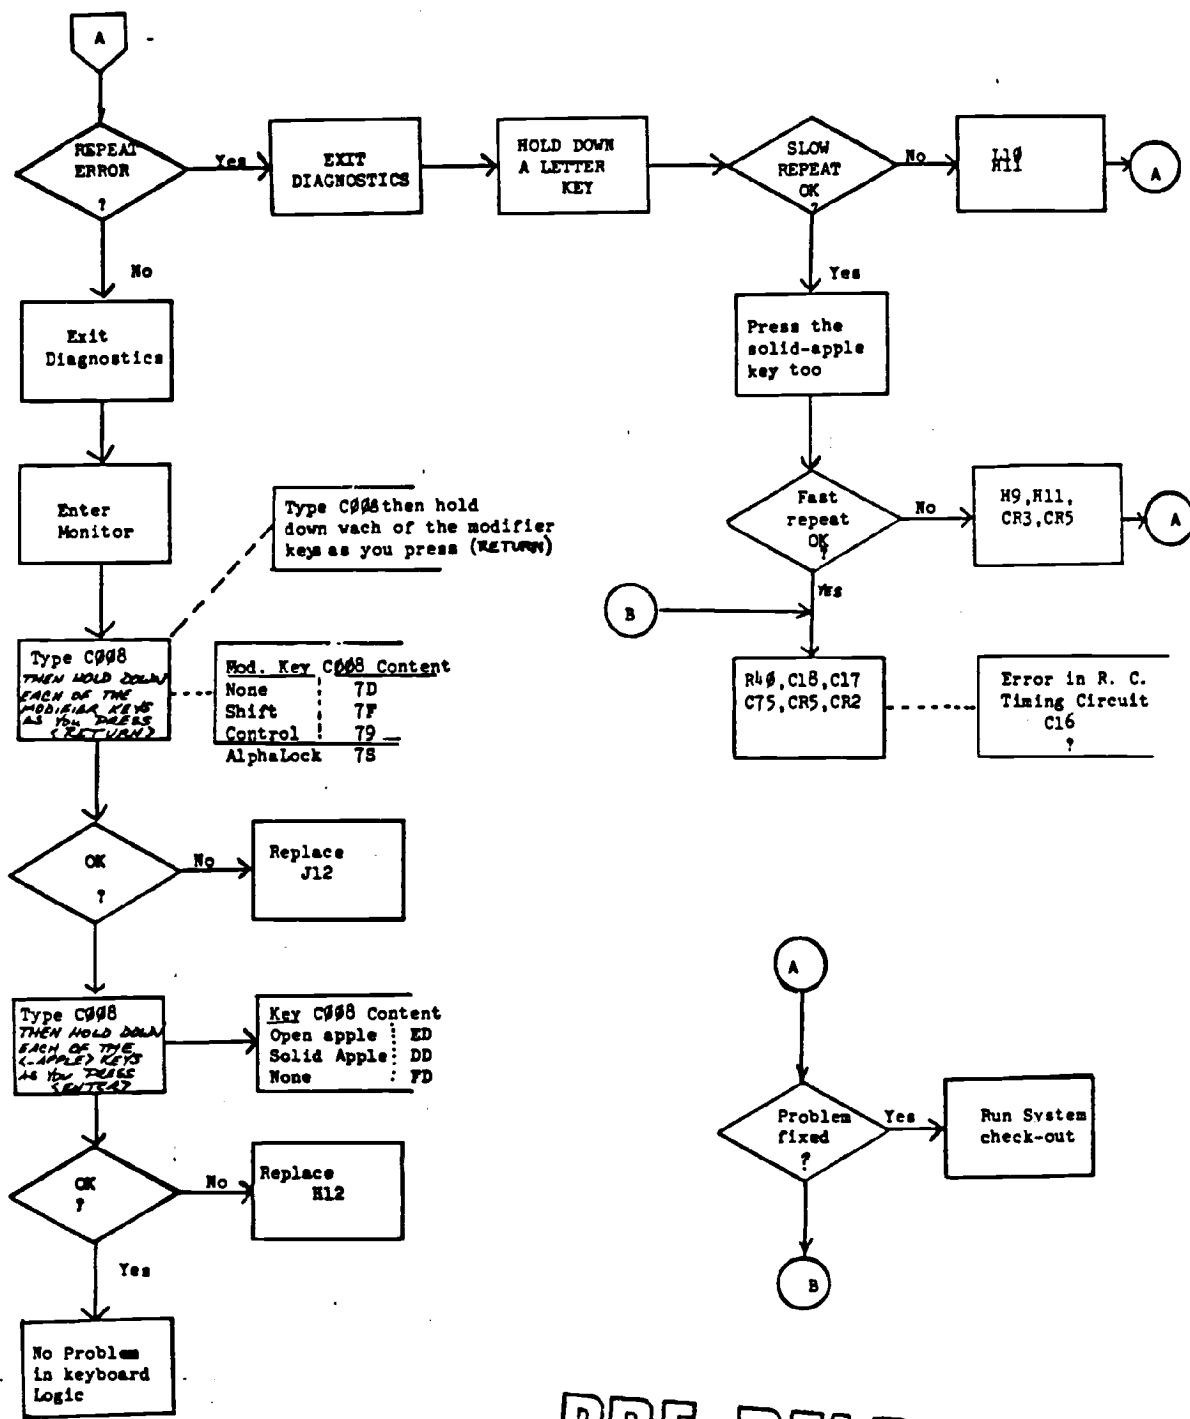 A
REPEAT
ERROR
?
Yes
EXIT
DIAGNOSTICS
HOLD DOWN
A LETTER
KEY
SLOW
REPEAT
OK
?
No
H11
A
No
Yes
Exit
Diagnostics
Press the
solid-apple
key too
Enter
Monitor
Type CØØ8 then hold
down wach of the modifier
keys as you press (RETURN)
Fast
repeat
OK
?
No
H9,H11,
CR3,CR5
A
YES
B
Type CØØ8
THEN HOLD DOWN
EACH OF THE
MODIFIER KEYS
AS YOU PRESS
<RETURN>
Mod. Key CØØ8 Content
None 7D
Shift 7F
Control 79
AlphaLock 7S
R4Ø,C18,C17
C75,CR5,CR2
Error in R. C.
Timing Circuit
C16
?
OK
?
No
Replace
J12
A
Type CØØ8
THEN HOLD DOWN
EACH OF THE
<-APPLE> KEYS
AS YOU PRESS
<ENTER>
Key CØØ8 Content
Open apple : ED
Solid Apple : DD
None : FD
Problem
fixed
?
Yes
Run System
check-out
OK
?
No
Replace
H12
Yes
B
No Problem
in keyboard
Logic